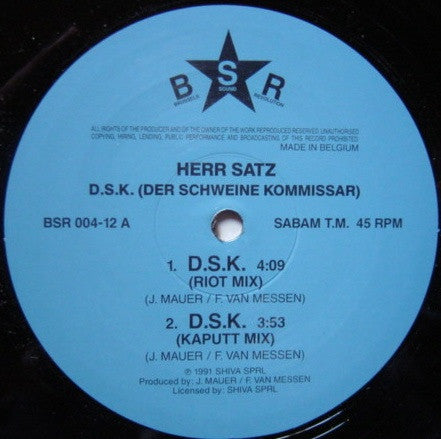 B S R
BRUSSELS SOUND REVOLUTION
ALL RIGHTS OF THE PRODUCER AND OF THE OWNER OF THE WORK REPRODUCED RESERVED. UNAUTHORISED
COPYING, HIRING, LENDING, PUBLIC PERFORMANCE AND BROADCASTING OF THIS RECORD PROHIBITED.
MADE IN BELGIUM
HERR SATZ
D.S.K. (DER SCHWEINE KOMMISSAR)
BSR 004-12 A SABAM T.M. 45 RPM
1. D.S.K. 4:09
(RIOT MIX)
(J. MAUER / F. VAN MESSEN)
2. D.S.K. 3:53
(KAPUTT MIX)
(J. MAUER / F. VAN MESSEN)
℗ 1991 SHIVA SPRL
Produced by: J. MAUER / F. VAN MESSEN
Licensed by: SHIVA SPRL